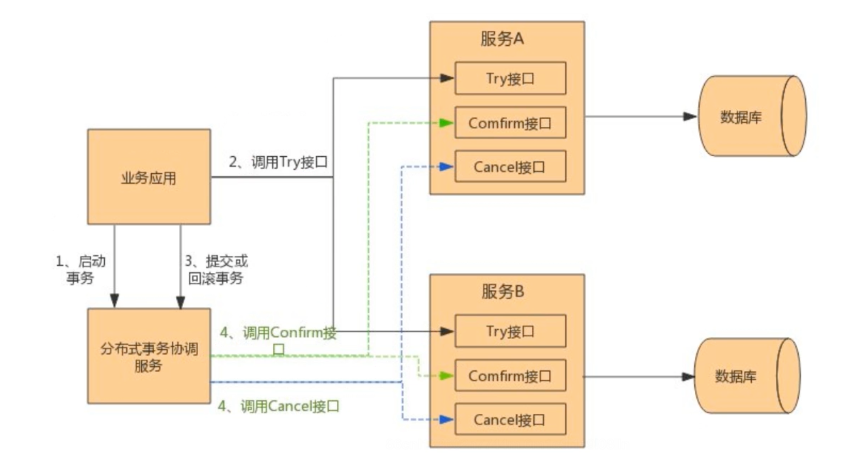 服务A
Try接口
Comfirm接口
Cancel接口
数据库
业务应用
2、调用Try接口
1、启动
事务
3、提交或
回滚事务
服务B
Try接口
Comfirm接口
Cancel接口
数据库
分布式事务协调
服务
4、调用Confirm接
口
4、调用Cancel接口